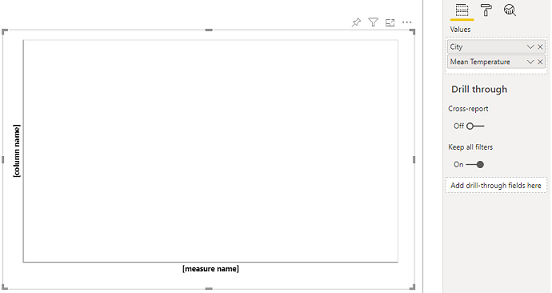 [column name]
[measure name]
Values
City
Mean Temperature
Drill through
Cross-report
Off
Keep all filters
On
Add drill-through fields here